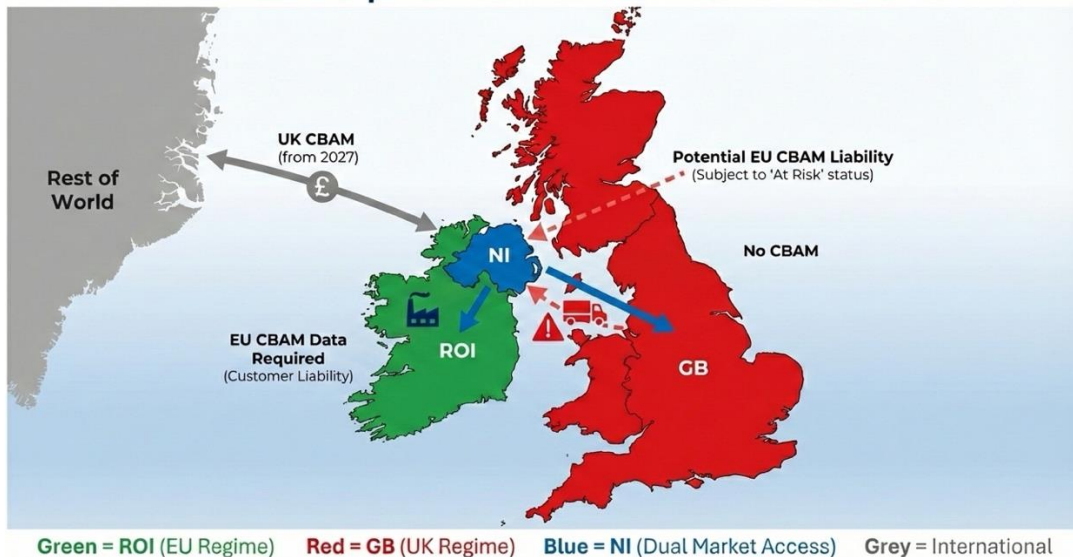 UK CBAM
(from 2027)
£
Rest of
World
Potential EU CBAM Liability
(Subject to 'At Risk' status)
NI
No CBAM
EU CBAM Data
Required
(Customer Liability)
ROI
GB
Green = ROI (EU Regime) Red = GB (UK Regime) Blue = NI (Dual Market Access) Grey = International